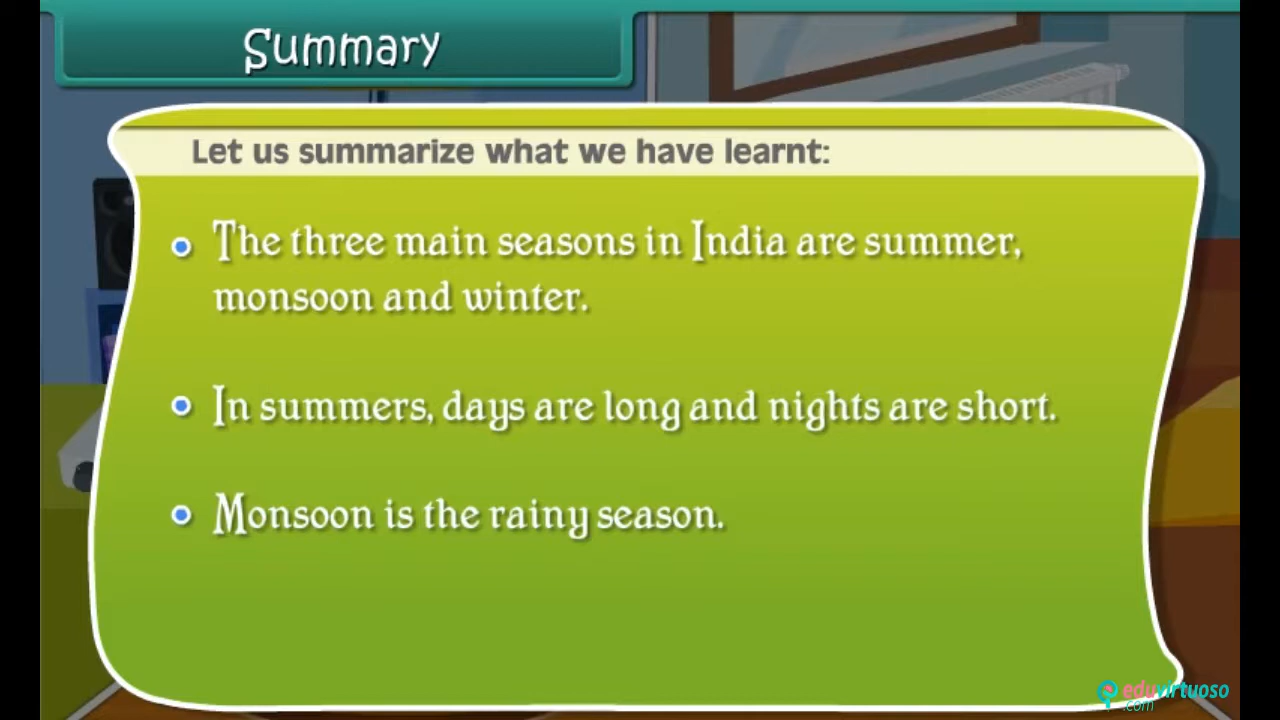 Summary
Let us summarize what we have learnt:
The three main seasons in India are summer,
monsoon and winter.
In summers, days are long and nights are short.
Monsoon is the rainy season.
eduvirtuoso
.com